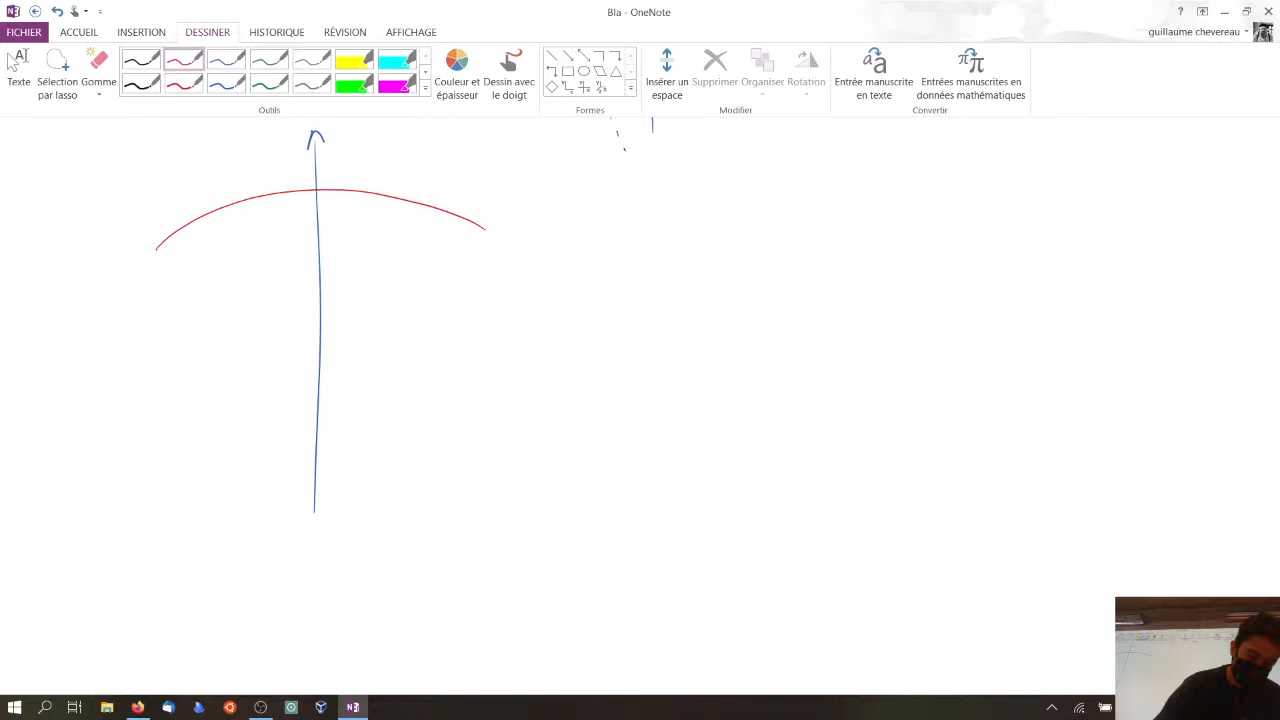 Bla - OneNote
?
FICHIER ACCUEIL INSERTION DESSINER HISTORIQUE RÉVISION AFFICHAGE
guillaume chevereau
Texte
Sélection par lasso
Gomme
Couleur et épaisseur
Dessin avec le doigt
Insérer un espace
Supprimer
Organiser
Rotation
Entrée manuscrite en texte
Entrées manuscrites en données mathématiques
Outils
Formes
Modifier
Convertir